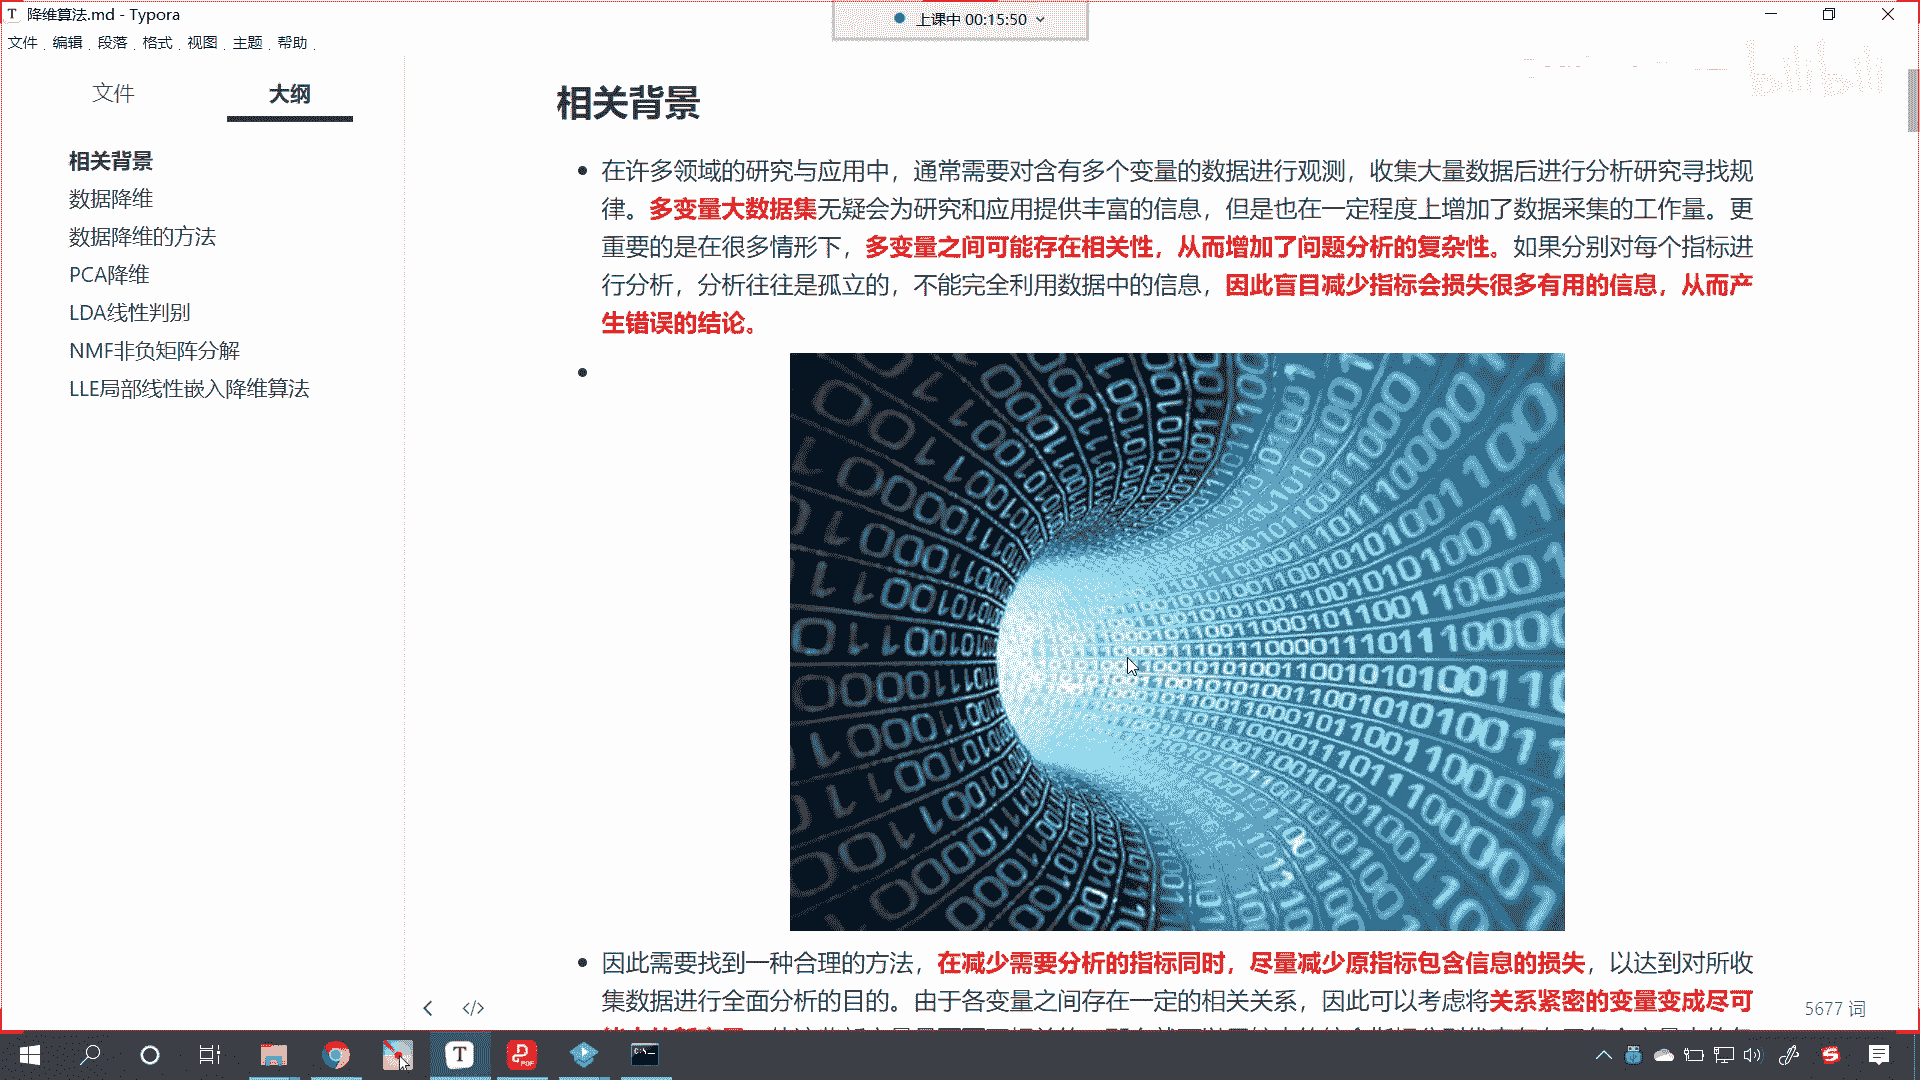 降维算法.md - Typora
上课中 00:15:50
文件 编辑 段落 格式 视图 主题 帮助
文件 大纲
相关背景
数据降维
数据降维的方法
PCA降维
LDA线性判别
NMF非负矩阵分解
LLE局部线性嵌入降维算法
bilibili
相关背景
在许多领域的研究与应用中，通常需要对含有多个变量的数据进行观测，收集大量数据后进行分析研究寻找规
律。多变量大数据集无疑会为研究和应用提供丰富的信息，但是也在一定程度上增加了数据采集的工作量。更
重要的是在很多情形下，多变量之间可能存在相关性，从而增加了问题分析的复杂性。如果分别对每个指标进
行分析，分析往往是孤立的，不能完全利用数据中的信息，因此盲目减少指标会损失很多有用的信息，从而产
生错误的结论。
因此需要找到一种合理的方法，在减少需要分析的指标同时，尽量减少原指标包含信息的损失，以达到对所收
集数据进行全面分析的目的。由于各变量之间存在一定的相关关系，因此可以考虑将关系紧密的变量变成尽可
5677 词